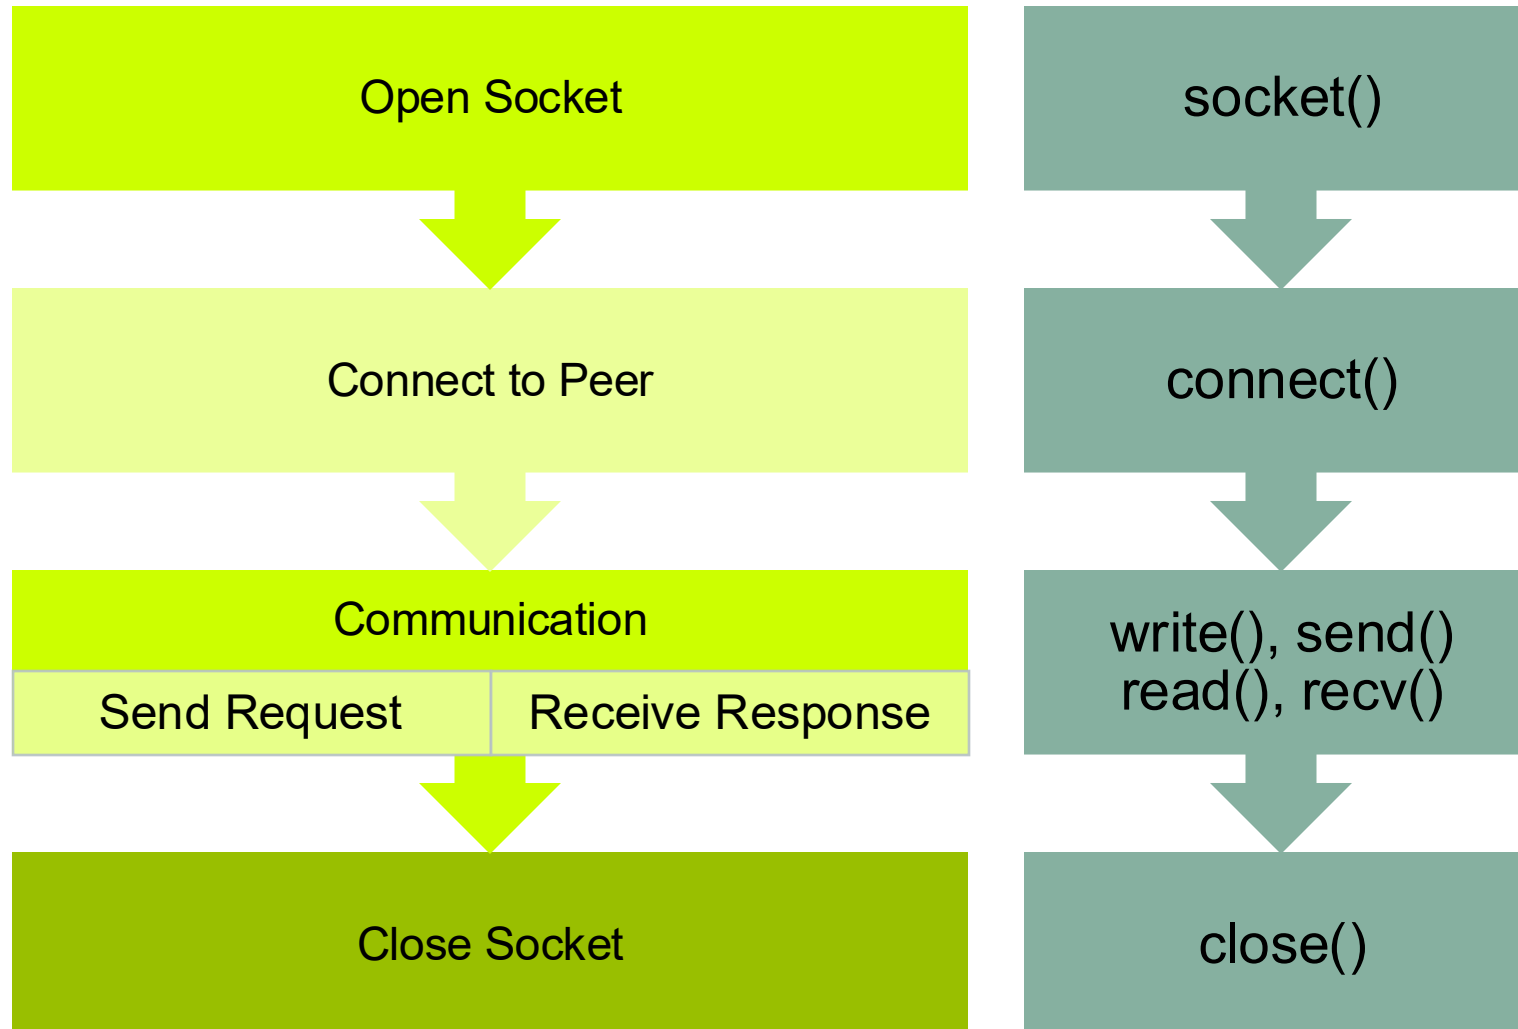 Open Socket
socket()
Connect to Peer
connect()
Communication
Send Request
Receive Response
write(), send()
read(), recv()
Close Socket
close()